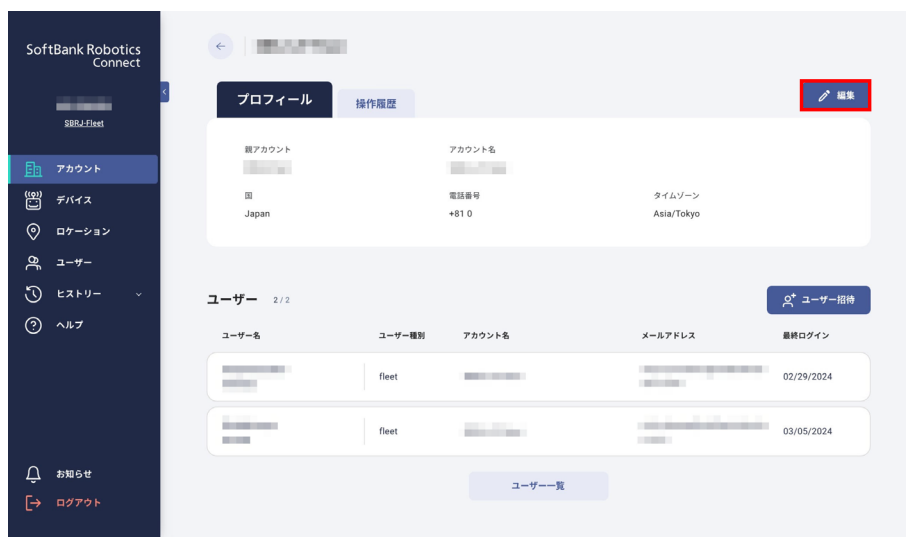 SoftBank Robotics
Connect
SBRJ-Fleet
アカウント
デバイス
ロケーション
ユーザー
ヒストリー
ヘルプ
お知らせ
ログアウト
プロフィール
操作履歴
編集
親アカウント
アカウント名
国
電話番号
タイムゾーン
Japan
+81 0
Asia/Tokyo
ユーザー 2 / 2
ユーザー招待
ユーザー名
ユーザー種別
アカウント名
メールアドレス
最終ログイン
fleet
02/29/2024
fleet
03/05/2024
ユーザー一覧